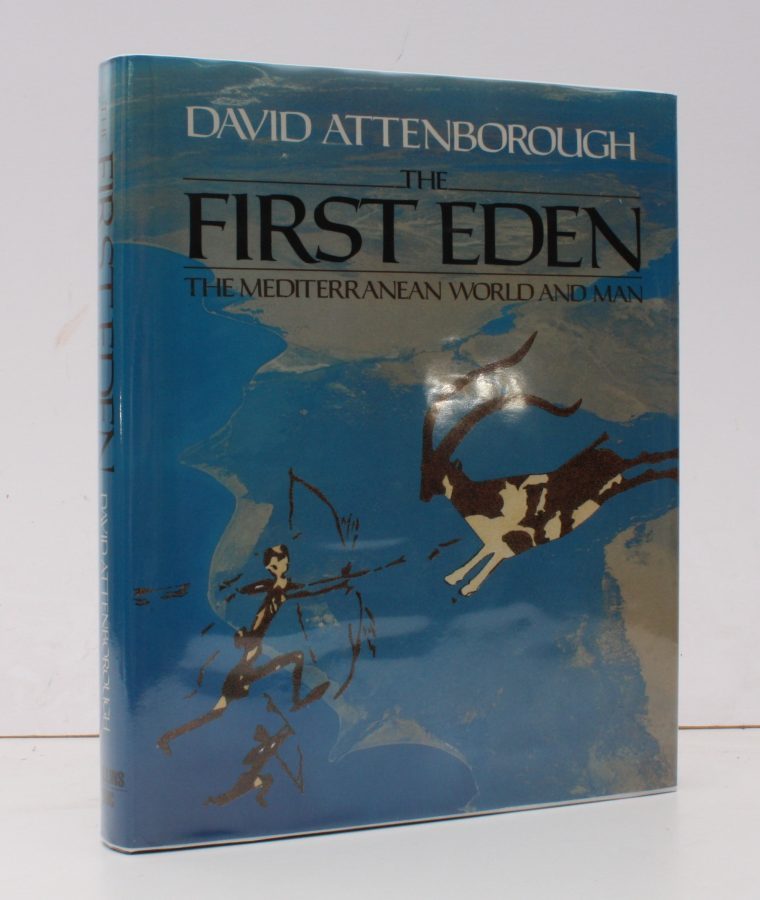 DAVID ATTENBOROUGH
THE
FIRST EDEN
THE MEDITERRANEAN WORLD AND MAN
THE FIRST EDEN DAVID ATTENBOROUGH